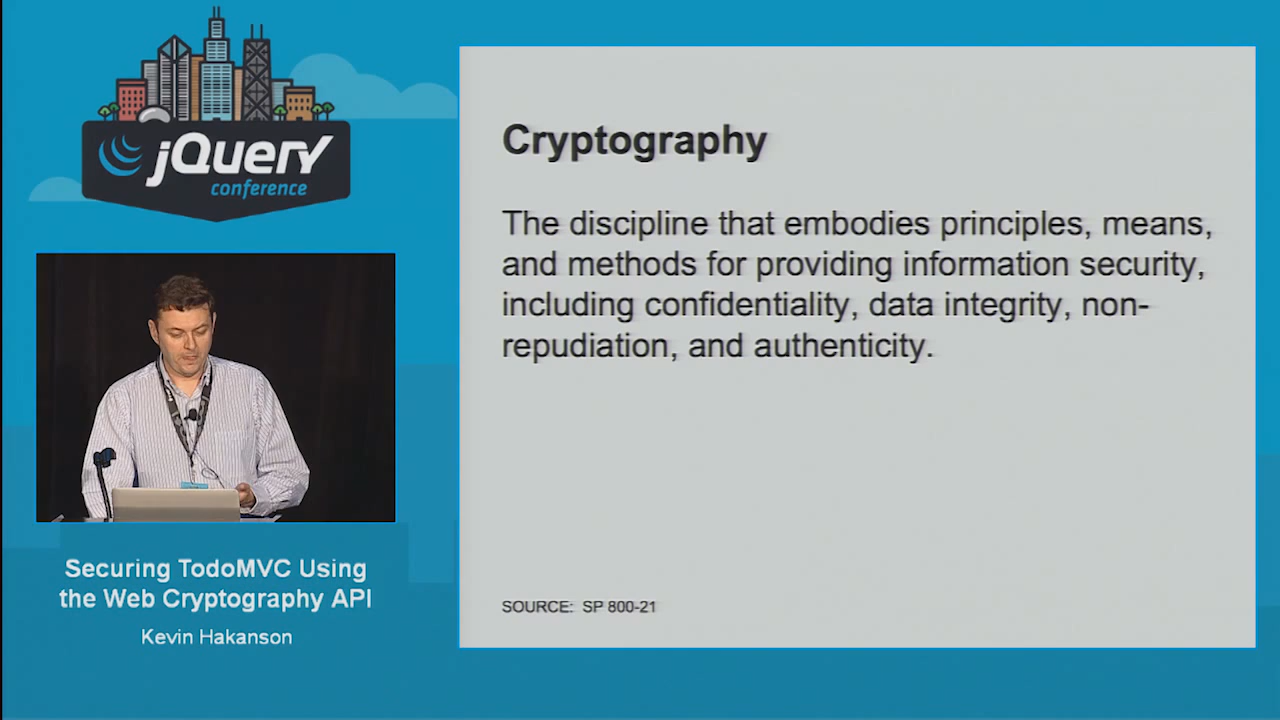 jQuery
conference
Securing TodoMVC Using
the Web Cryptography API
Kevin Hakanson
Cryptography
The discipline that embodies principles, means,
and methods for providing information security,
including confidentiality, data integrity, non-
repudiation, and authenticity.
SOURCE: SP 800-21